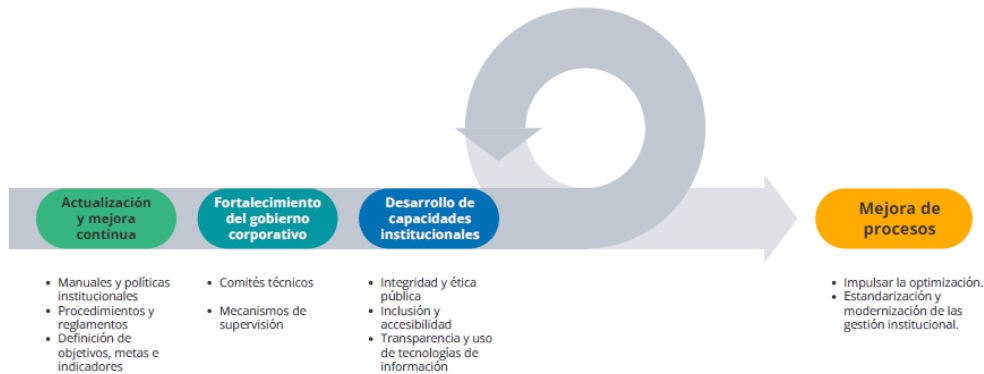 Actualización
y mejora
continua
Fortalecimiento
del gobierno
corporativo
Desarrollo de
capacidades
institucionales
Mejora de
procesos
• Manuales y políticas
institucionales
• Procedimientos y
reglamentos
• Definición de
objetivos, metas e
indicadores
• Comités técnicos
• Mecanismos de
supervisión
• Integridad y ética
pública
• Inclusión y
accesibilidad
• Transparencia y uso
de tecnologías de
información
• Impulsar la optimización.
• Estandarización y
modernización de las
gestión institucional.